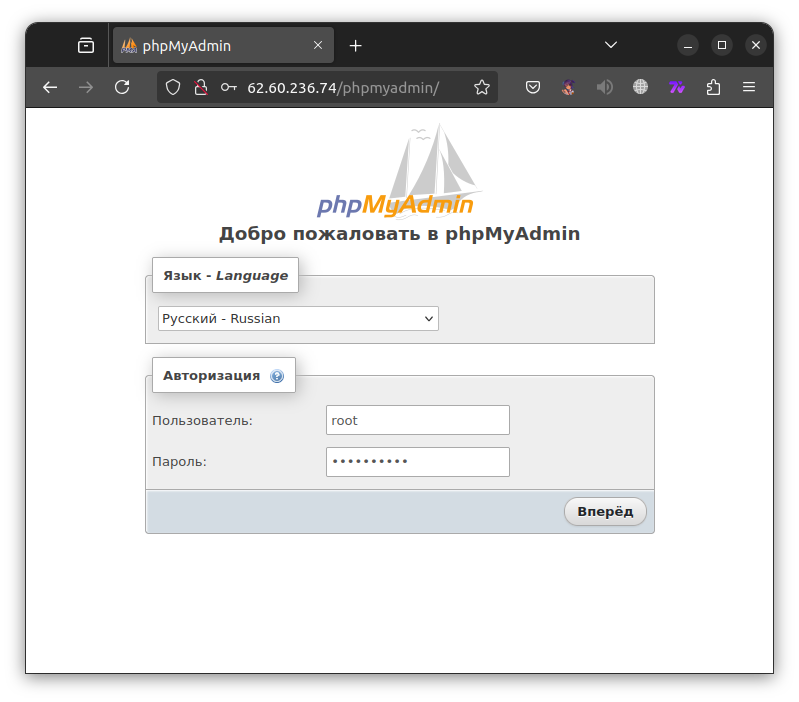 phpMyAdmin
62.60.236.74/phpmyadmin/
phpMyAdmin
Добро пожаловать в phpMyAdmin
Язык - Language
Русский - Russian
Авторизация
Пользователь:
root
Пароль:
••••••••••
Вперёд